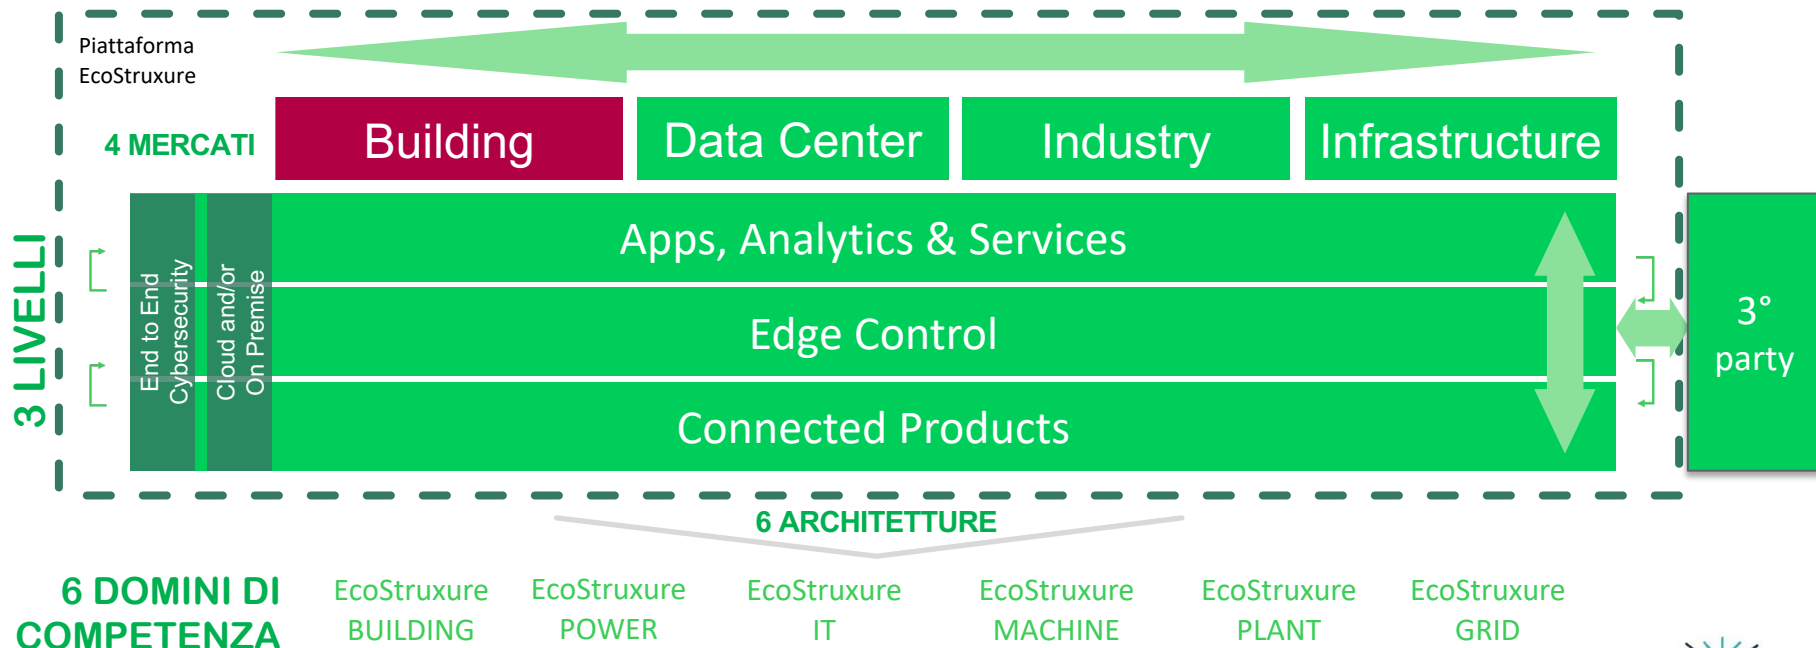 Piattaforma
EcoStruxure
4 MERCATI
Building
Data Center
Industry
Infrastructure
3 LIVELLI
End to End
Cybersecurity
Cloud and/or
On Premise
Apps, Analytics & Services
Edge Control
Connected Products
3°
party
6 ARCHITETTURE
6 DOMINI DI
COMPETENZA
EcoStruxure
BUILDING
EcoStruxure
POWER
EcoStruxure
IT
EcoStruxure
MACHINE
EcoStruxure
PLANT
EcoStruxure
GRID